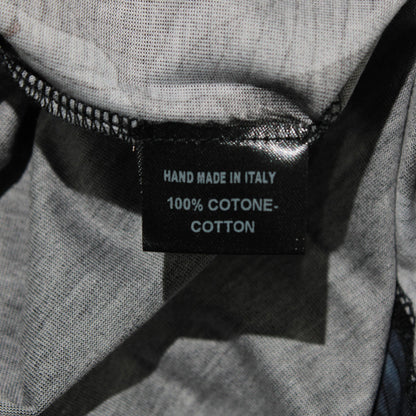 HAND MADE IN ITALY
100% COTONE-
COTTON